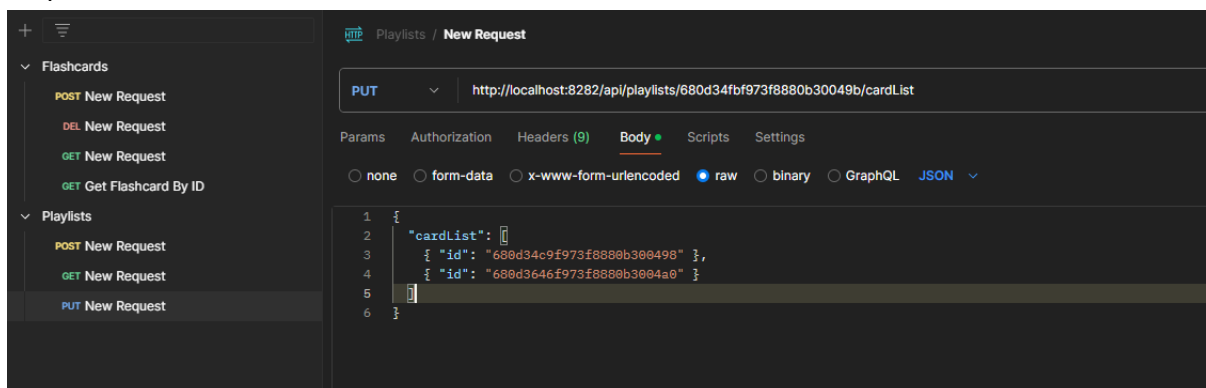 Flashcards
POST New Request
DEL New Request
GET New Request
GET Get Flashcard By ID
Playlists
POST New Request
GET New Request
PUT New Request
HTTP Playlists / New Request
PUT http://localhost:8282/api/playlists/680d34fbf973f8880b30049b/cardList
Params Authorization Headers (9) Body Scripts Settings
none form-data x-www-form-urlencoded raw binary GraphQL JSON
1 {
2 "cardList": [
3 { "id": "680d34c9f973f8880b300498" },
4 { "id": "680d3646f973f8880b3004a0" }
5 ]
6 }